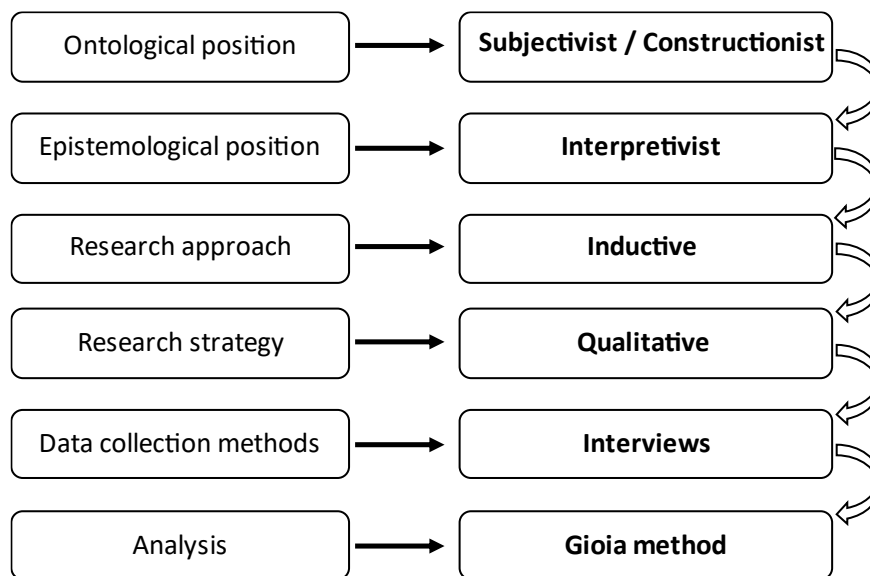 Ontological position
Subjectivist / Constructionist
Epistemological position
Interpretivist
Research approach
Inductive
Research strategy
Qualitative
Data collection methods
Interviews
Analysis
Gioia method